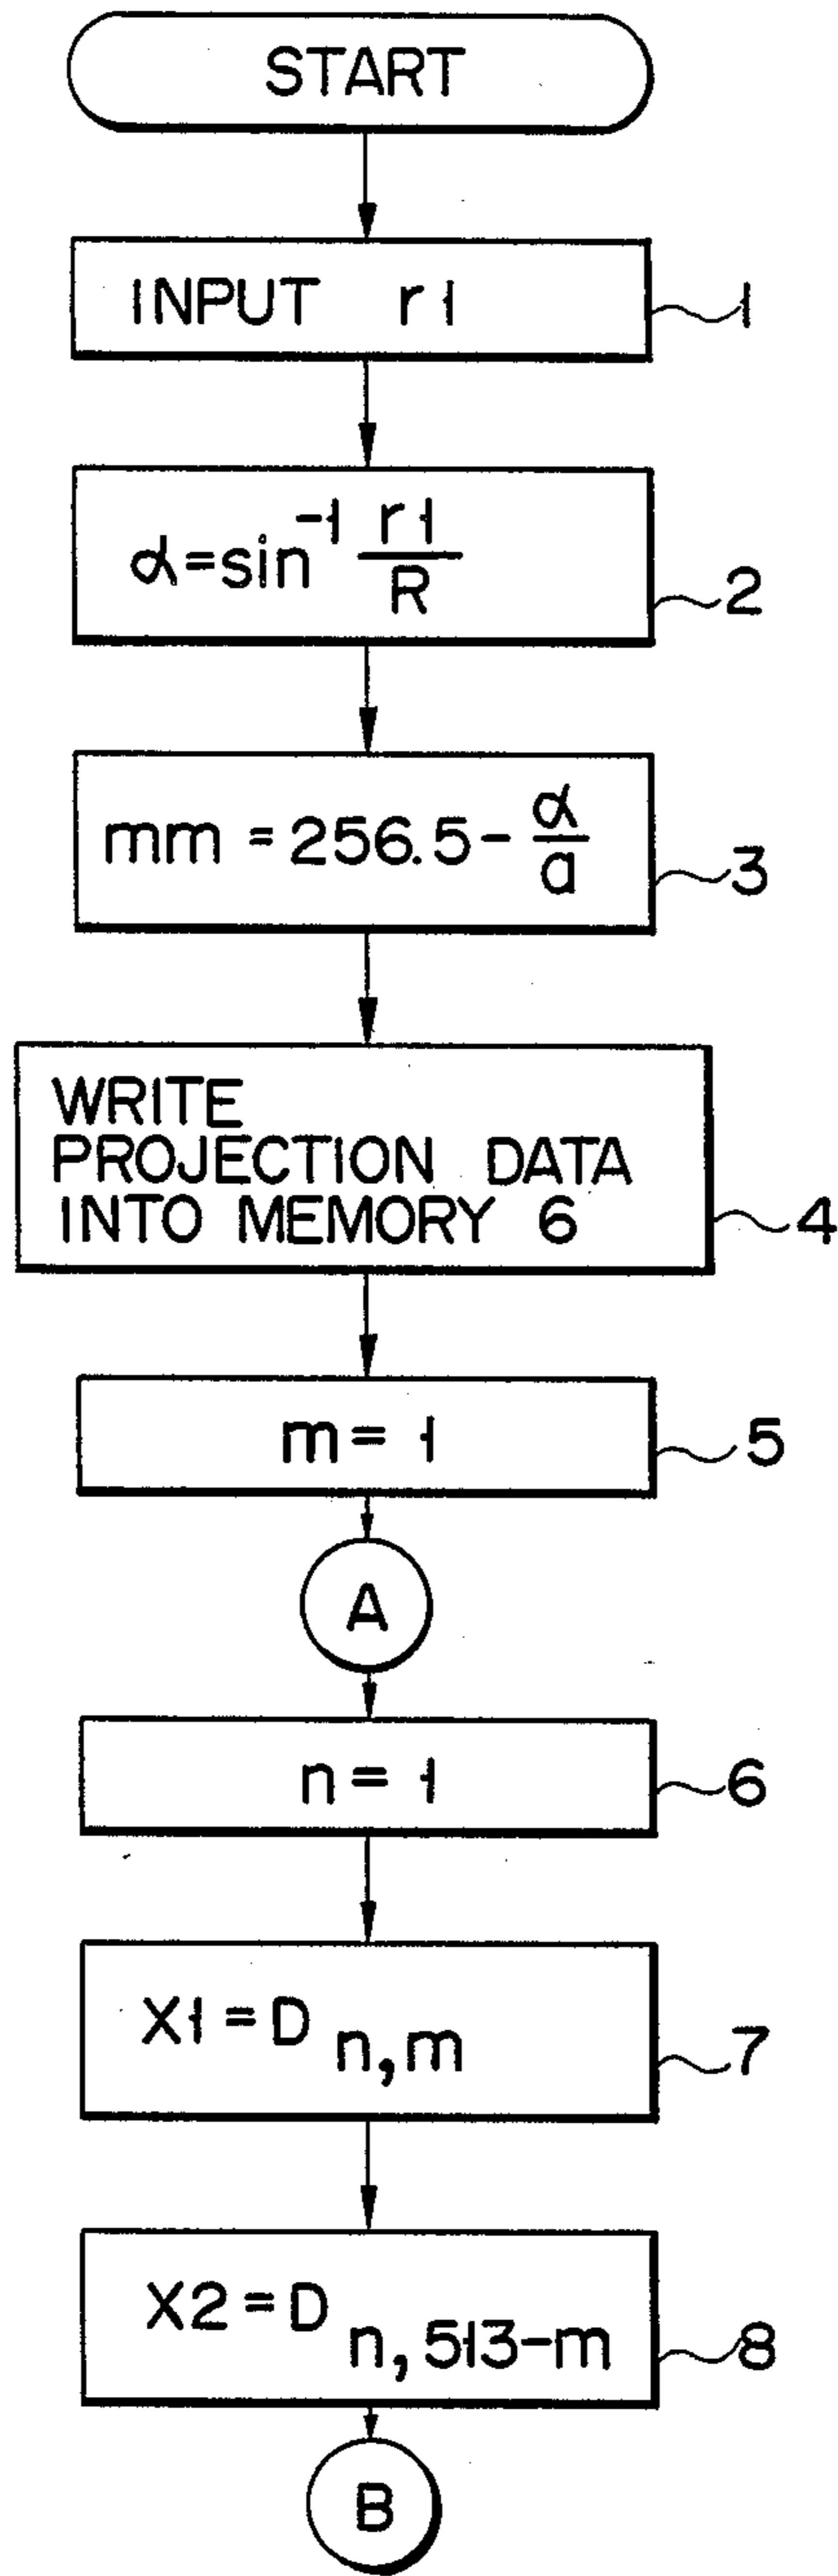 START
INPUT r1
1
α=sin⁻¹ r1/R
2
mm = 256.5 - α/a
3
WRITE
PROJECTION DATA
INTO MEMORY 6
4
m = 1
5
A
n = 1
6
X1 = D n,m
7
X2 = D n,513-m
8
B